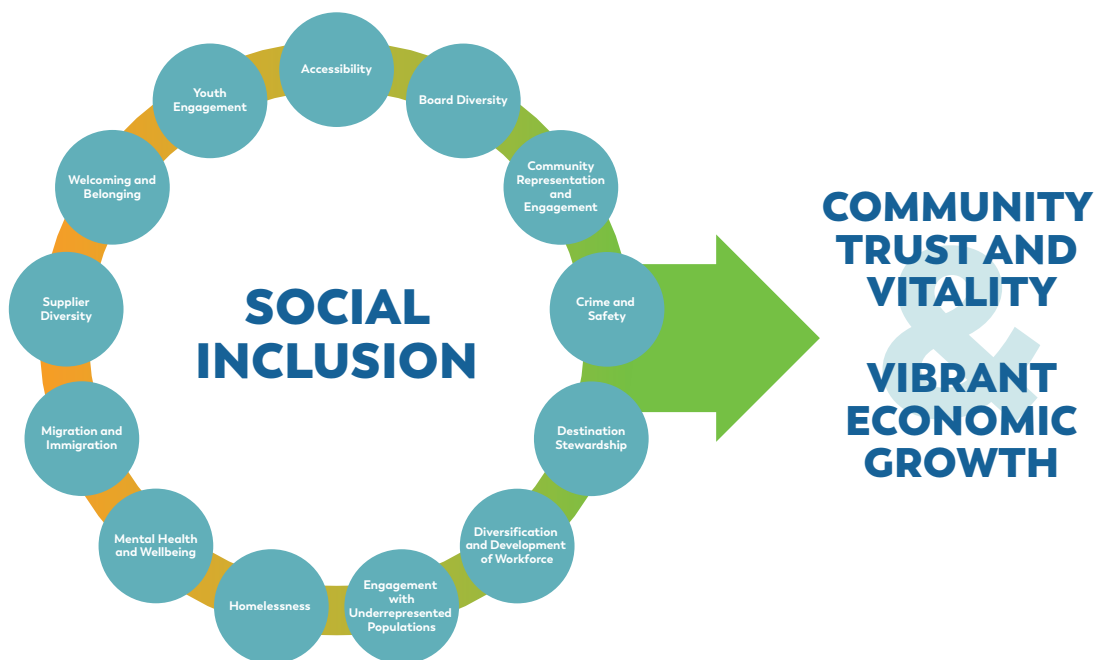 Accessibility
Board Diversity
Community
Representation
and
Engagement
Crime and
Safety
Destination
Stewardship
Diversification
and Development
of Workforce
Engagement
with
Underrepresented
Populations
Homelessness
Mental Health
and Wellbeing
Migration and
Immigration
Supplier
Diversity
Welcoming and
Belonging
Youth
Engagement
SOCIAL
INCLUSION
COMMUNITY
TRUST AND
VITALITY
&
VIBRANT
ECONOMIC
GROWTH